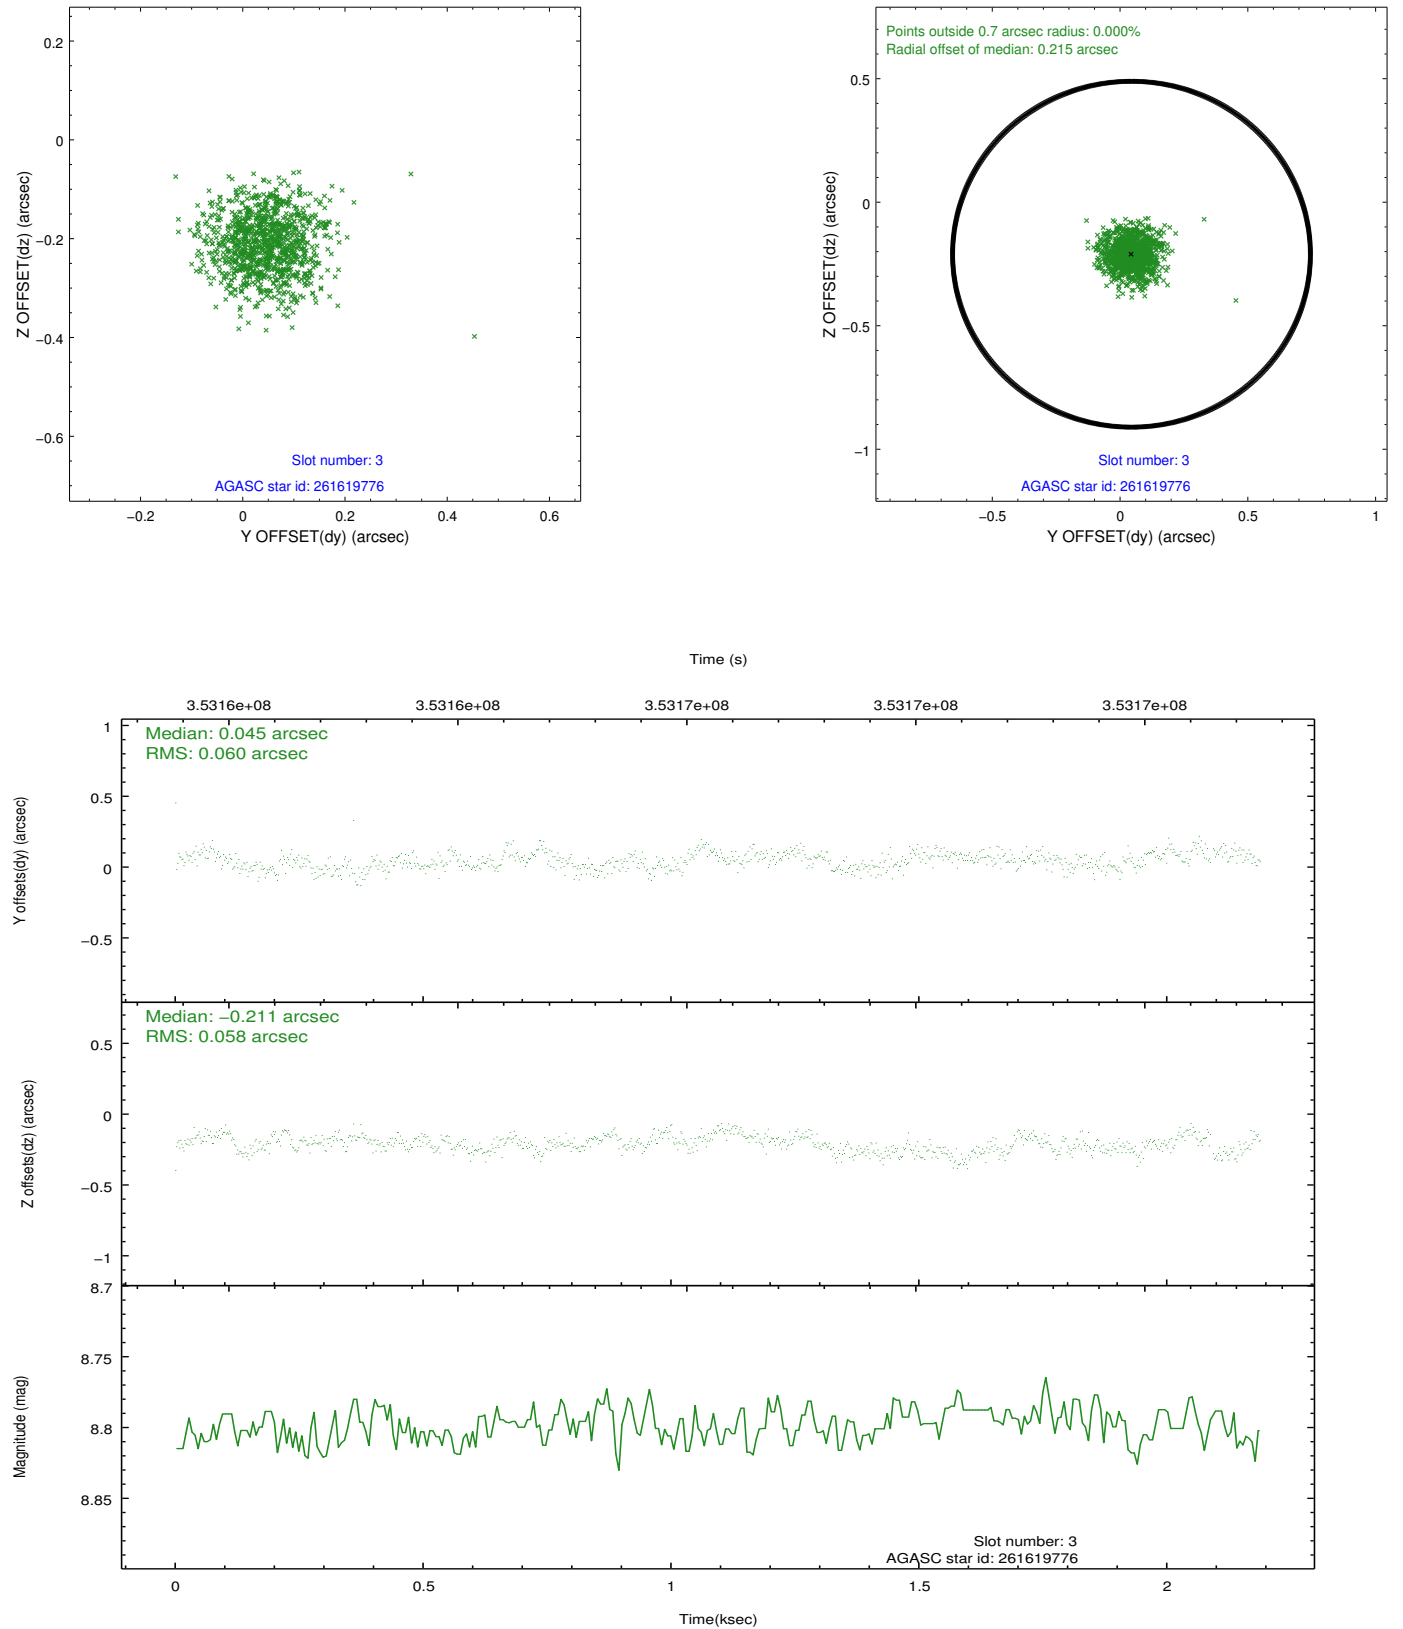 0.2
0
−0.2
−0.4
−0.6
Z OFFSET(dz) (arcsec)
Slot number: 3
AGASC star id: 261619776
−0.2
0
0.2
0.4
0.6
Y OFFSET(dy) (arcsec)
Points outside 0.7 arcsec radius: 0.000%
Radial offset of median: 0.215 arcsec
0.5
0
−0.5
−1
Z OFFSET(dz) (arcsec)
Slot number: 3
AGASC star id: 261619776
−0.5
0
0.5
1
Y OFFSET(dy) (arcsec)
Time (s)
3.5316e+08
3.5316e+08
3.5317e+08
3.5317e+08
3.5317e+08
Median: 0.045 arcsec
RMS: 0.060 arcsec
1
0.5
0
−0.5
Y offsets(dy) (arcsec)
Median: −0.211 arcsec
RMS: 0.058 arcsec
0.5
0
−0.5
−1
Z offsets(dz) (arcsec)
8.7
8.75
8.8
8.85
Magnitude (mag)
Slot number: 3
AGASC star id: 261619776
0
0.5
1
1.5
2
Time(ksec)